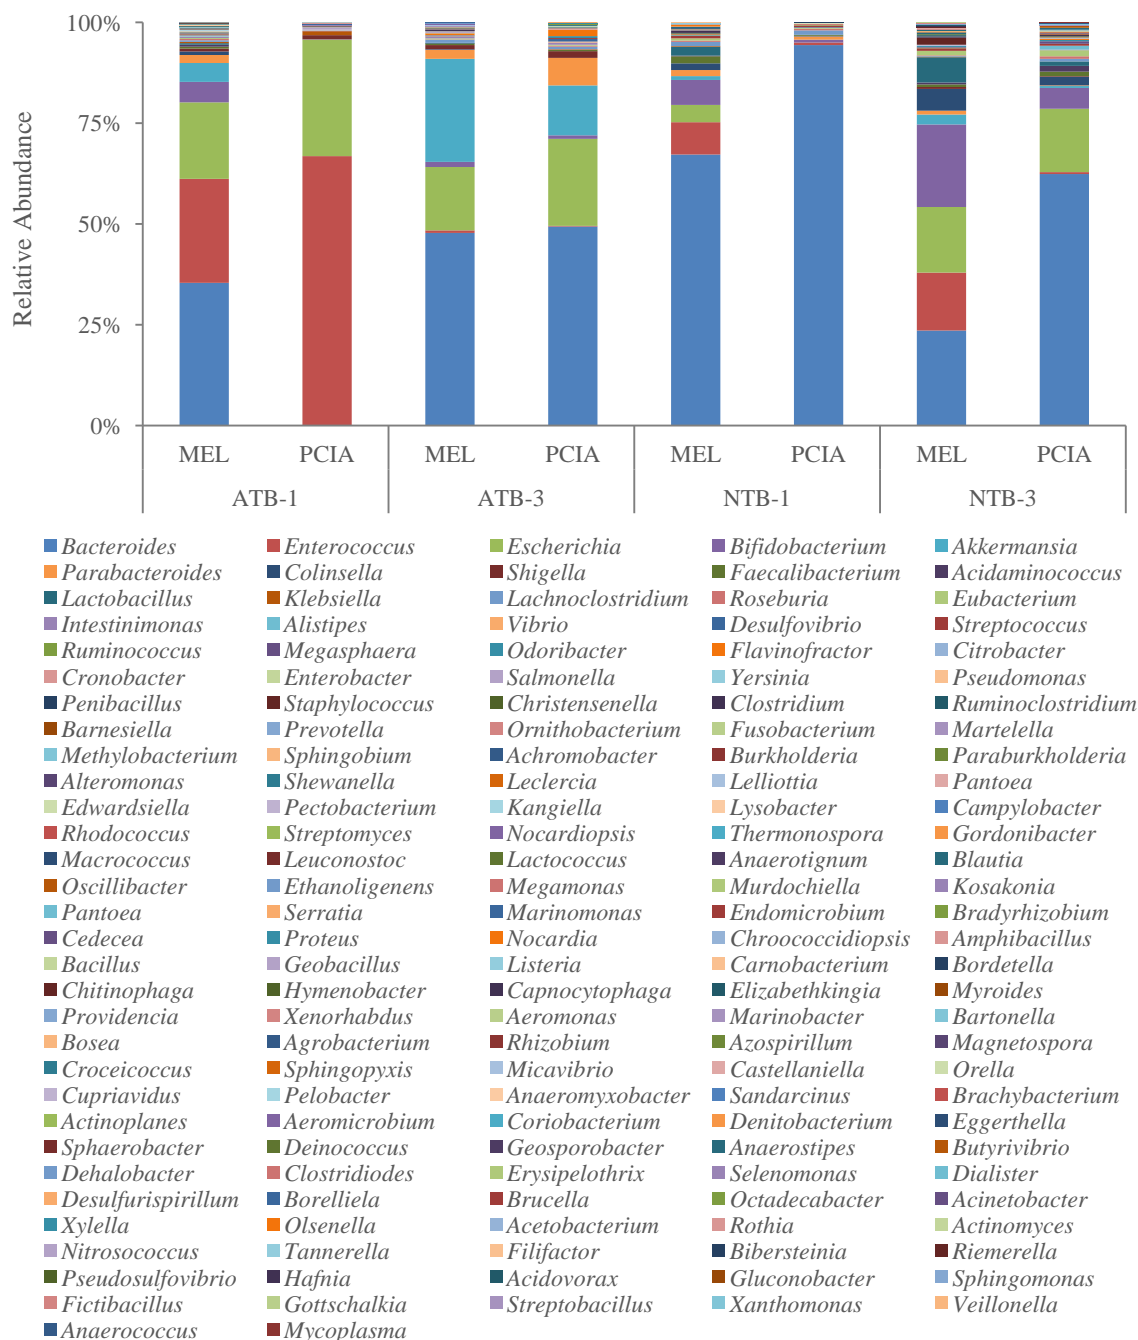 100%
75%
50%
25%
0%
Relative Abundance
MEL PCIA MEL PCIA MEL PCIA MEL PCIA
ATB-1 ATB-3 NTB-1 NTB-3
Bacteroides Enterococcus Escherichia Bifidobacterium Akkermansia
Parabacteroides Colinsella Shigella Faecalibacterium Acidaminococcus
Lactobacillus Klebsiella Lachnoclostridium Roseburia Eubacterium
Intestinimonas Alistipes Vibrio Desulfovibrio Streptococcus
Ruminococcus Megasphaera Odoribacter Flavinofractor Citrobacter
Cronobacter Enterobacter Salmonella Yersinia Pseudomonas
Penibacillus Staphylococcus Christensenella Clostridium Ruminoclostridium
Barnesiella Prevotella Ornithobacterium Fusobacterium Martelella
Methylobacterium Sphingobium Achromobacter Burkholderia Paraburkholderia
Alteromonas Shewanella Leclercia Lelliottia Pantoea
Edwardsiella Pectobacterium Kangiella Lysobacter Campylobacter
Rhodococcus Streptomyces Nocardiopsis Thermonospora Gordonibacter
Macrococcus Leuconostoc Lactococcus Anaerotignum Blautia
Oscillibacter Ethanoligenens Megamonas Murdochiella Kosakonia
Pantoea Serratia Marinomonas Endomicrobium Bradyrhizobium
Cedecea Proteus Nocardia Chroococcidiopsis Amphibacillus
Bacillus Geobacillus Listeria Carnobacterium Bordetella
Chitinophaga Hymenobacter Capnocytophaga Elizabethkingia Myroides
Providencia Xenorhabdus Aeromonas Marinobacter Bartonella
Bosea Agrobacterium Rhizobium Azospirillum Magnetospora
Croceicoccus Sphingopyxis Micavibrio Castellaniella Orella
Cupriavidus Pelobacter Anaeromyxobacter Sandarcinus Brachybacterium
Actinoplanes Aeromicrobium Coriobacterium Denitobacterium Eggerthella
Sphaerobacter Deinococcus Geosporobacter Anaerostipes Butyrivibrio
Dehalobacter Clostridiodes Erysipelothrix Selenomonas Dialister
Desulfurispirillum Borelliela Brucella Octadecabacter Acinetobacter
Xylella Olsenella Acetobacterium Rothia Actinomyces
Nitrosococcus Tannerella Filifactor Bibersteinia Riemerella
Pseudosulfovibrio Hafnia Acidovorax Gluconobacter Sphingomonas
Fictibacillus Gottschalkia Streptobacillus Xanthomonas Veillonella
Anaerococcus Mycoplasma